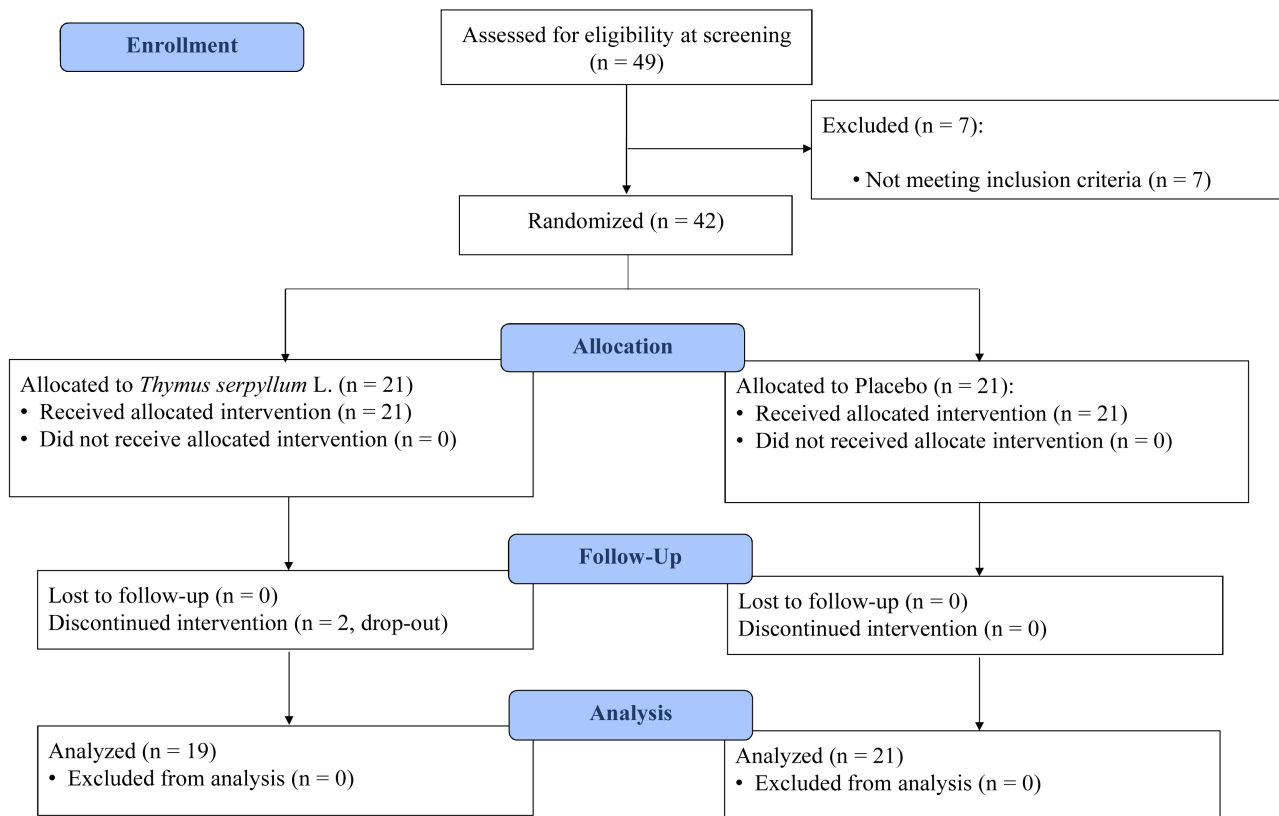 Enrollment
Assessed for eligibility at screening
(n = 49)
Excluded (n = 7):
• Not meeting inclusion criteria (n = 7)
Randomized (n = 42)
Allocation
Allocated to Thymus serpyllum L. (n = 21)
• Received allocated intervention (n = 21)
• Did not receive allocated intervention (n = 0)
Allocated to Placebo (n = 21):
• Received allocated intervention (n = 21)
• Did not received allocate intervention (n = 0)
Follow-Up
Lost to follow-up (n = 0)
Discontinued intervention (n = 2, drop-out)
Lost to follow-up (n = 0)
Discontinued intervention (n = 0)
Analysis
Analyzed (n = 19)
• Excluded from analysis (n = 0)
Analyzed (n = 21)
• Excluded from analysis (n = 0)